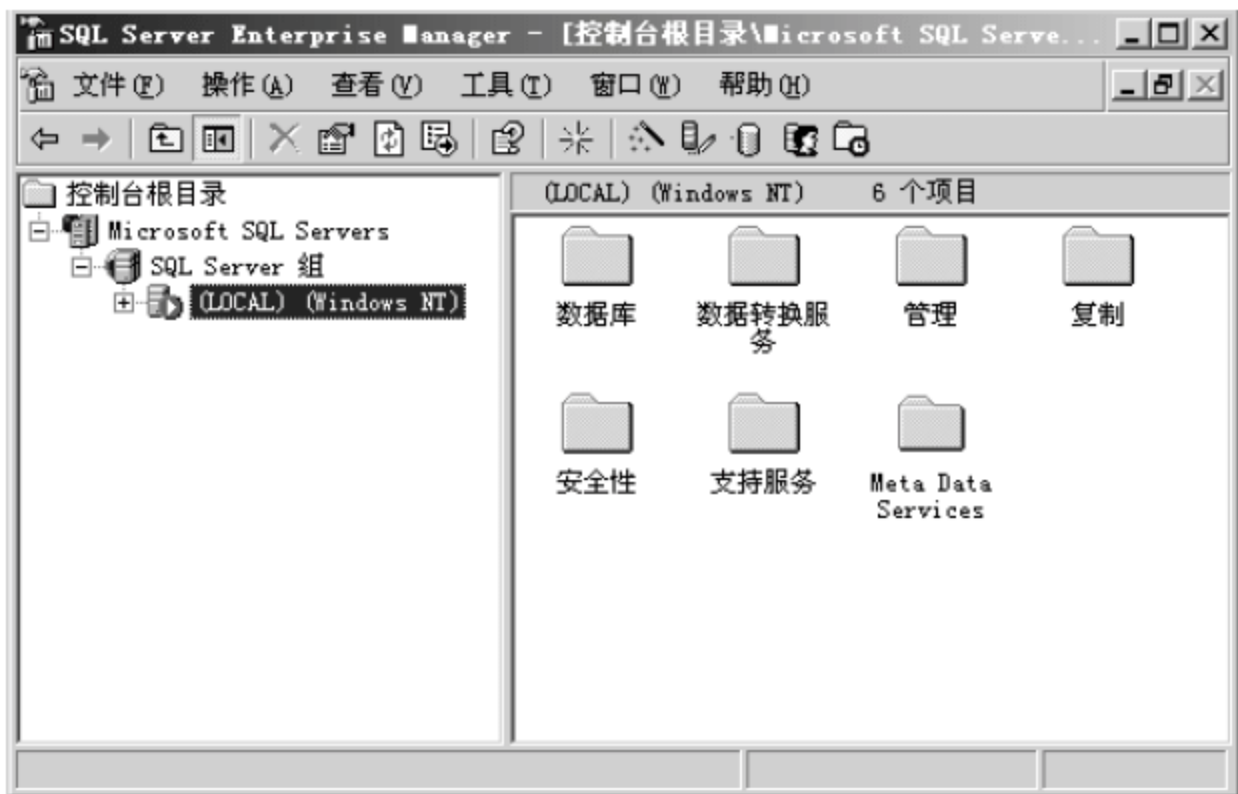 SQL Server Enterprise Manager - [控制台根目录\Microsoft SQL Serve...
文件(F) 操作(A) 查看(V) 工具(T) 窗口(W) 帮助(H)
控制台根目录
Microsoft SQL Servers
SQL Server 组
(LOCAL) (Windows NT)
(LOCAL) (Windows NT) 6 个项目
数据库 数据转换服 管理 复制
务
安全性 支持服务 Meta Data
Services